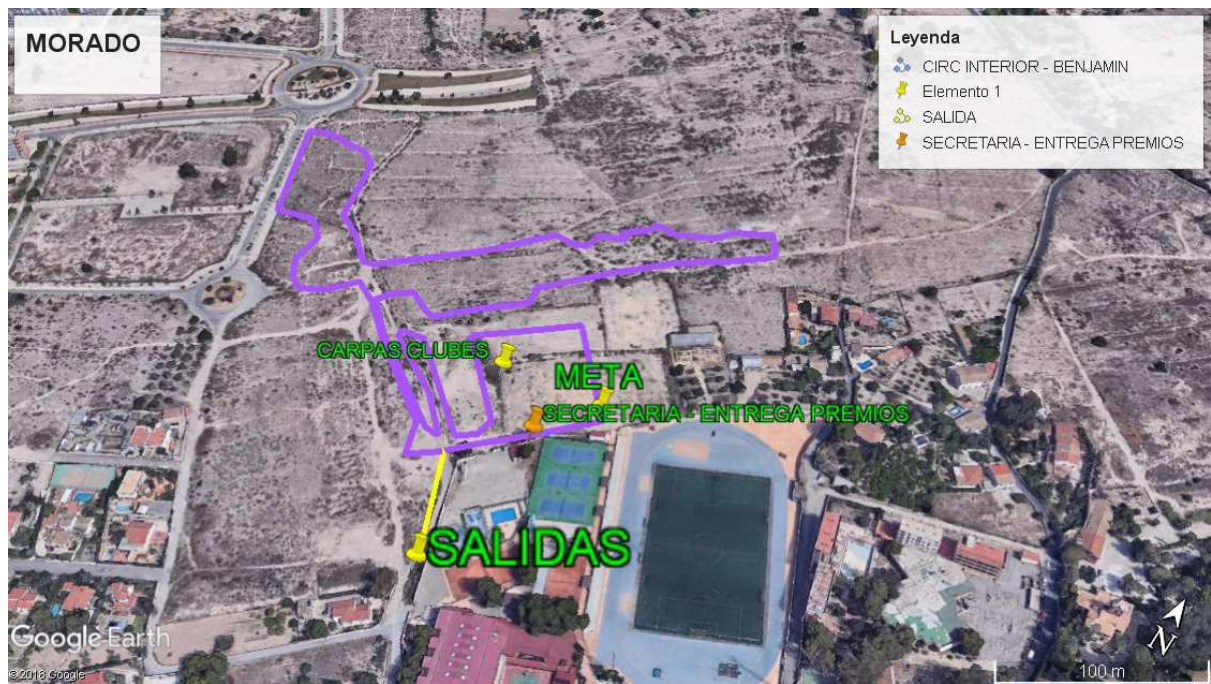 MORADO
Leyenda
CIRC INTERIOR - BENJAMIN
Elemento 1
SALIDA
SECRETARIA - ENTREGA PREMIOS
CARPAS CLUBES
META
SECRETARIA - ENTREGA PREMIOS
SALIDAS
Google Earth
©2018 Google
N
100 m